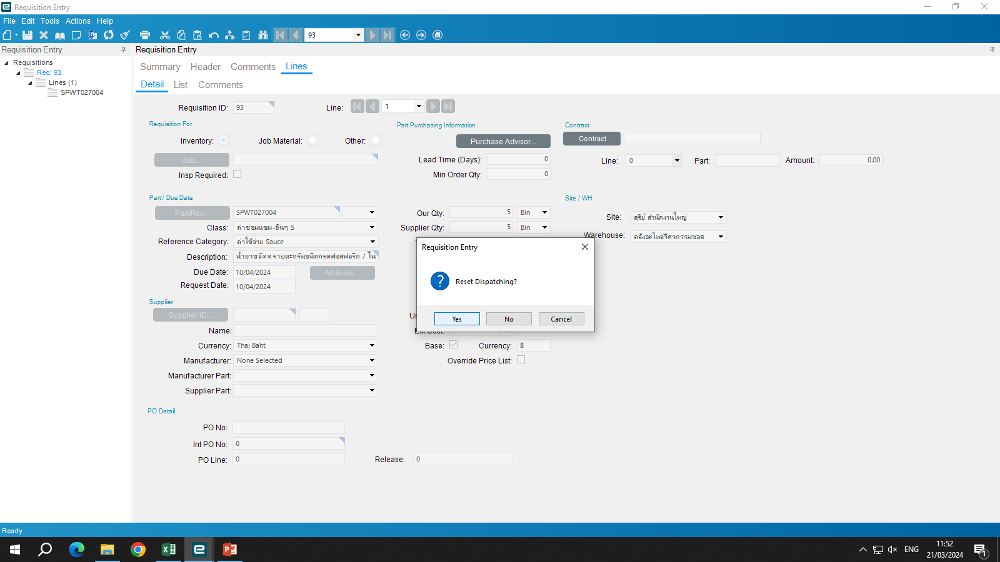 Requisition Entry
File Edit Tools Actions Help
93
Requisition Entry
Requisition Entry
Requisitions
Req: 93
Lines (1)
SPWT027004
Summary Header Comments Lines
Detail List Comments
Requisition ID: 93 Line: 1
Requisition For Part Purchasing Information Contract
Inventory: Job Material: Other: Purchase Advisor... Contract
Job... Lead Time (Days): 0 Line: 0 Part: Amount: 0.00
Insp Required: Min Order Qty: 0
Part / Due Date Site / WH
Part/Rev... SPWT027004 Our Qty: 5 Bin Site: สุรีย์ สำนักงานใหญ่
Class: ค่าซ่อมแซม-อื่นๆ S Supplier Qty: 5 Bin
Reference Category: ค่าใช้จ่าย Sauce Warehouse: คลังอะไหล่วิศวกรรมซอส
Description: น้ำยาขจัดคราบตะกรันชนิดกรดฟอสฟอริก / ไน
Due Date: 10/04/2024 Attributes...
Request Date: 10/04/2024
Requisition Entry
Reset Dispatching?
Yes No Cancel
Supplier
Supplier ID...
Name:
Currency: Thai Baht Base: Currency: ฿
Manufacturer: None Selected Override Price List:
Manufacturer Part:
Supplier Part:
PO Detail
PO No:
Int PO No: 0
PO Line: 0 Release: 0
Ready
ENG 11:52
21/03/2024
1